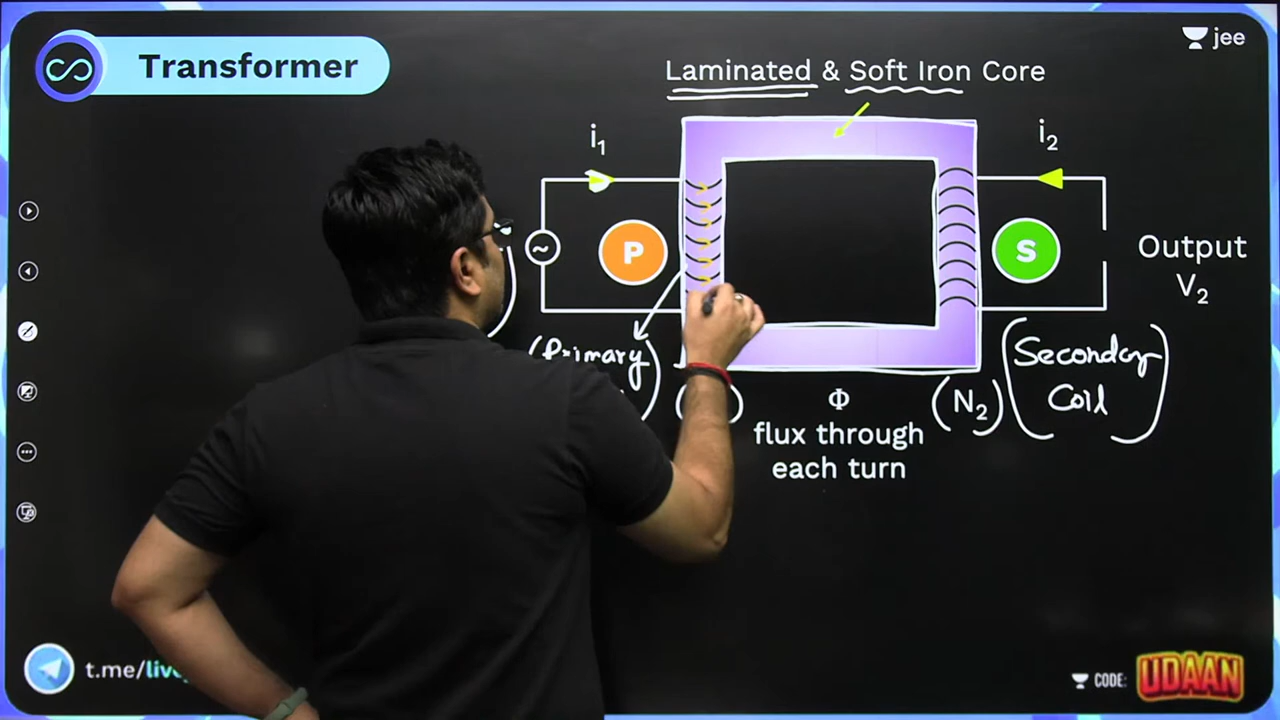 Transformer
jee
Laminated & Soft Iron Core
i₁
i₂
~
P
S
Output
V₂
(Primary
(Secondary
Coil)
(N₂)
Φ
flux through
each turn
t.me/live
CODE:
UDAAN